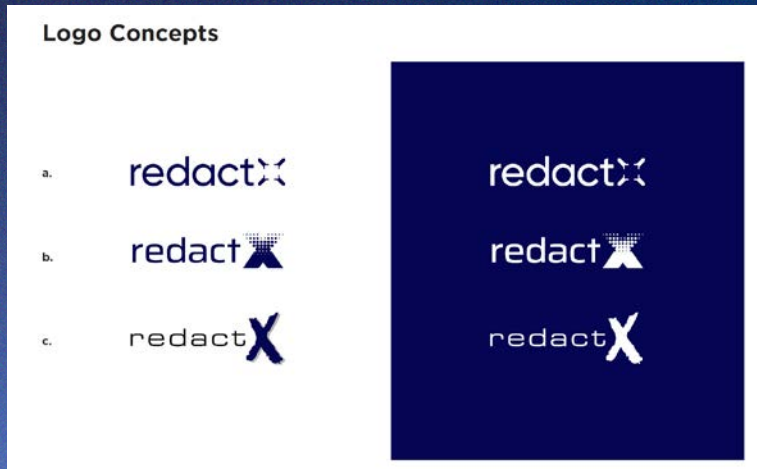 Logo Concepts
a. redactX redactX
b. redactX redactX
c. redactX redactX